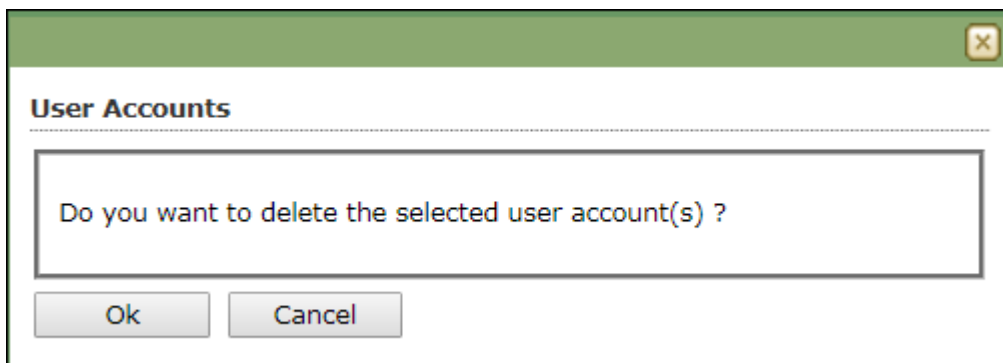 User Accounts
Do you want to delete the selected user account(s) ?
Ok
Cancel